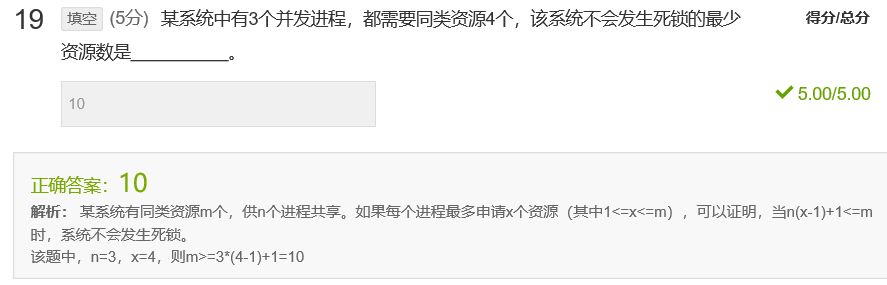 19 填空 (5分) 某系统中有3个并发进程，都需要同类资源4个，该系统不会发生死锁的最少 得分/总分
资源数是___________。
10
5.00/5.00
正确答案：10
解析： 某系统有同类资源m个，供n个进程共享。如果每个进程最多申请x个资源（其中1<=x<=m），可以证明，当n(x-1)+1<=m
时，系统不会发生死锁。
该题中，n=3，x=4，则m>=3*(4-1)+1=10